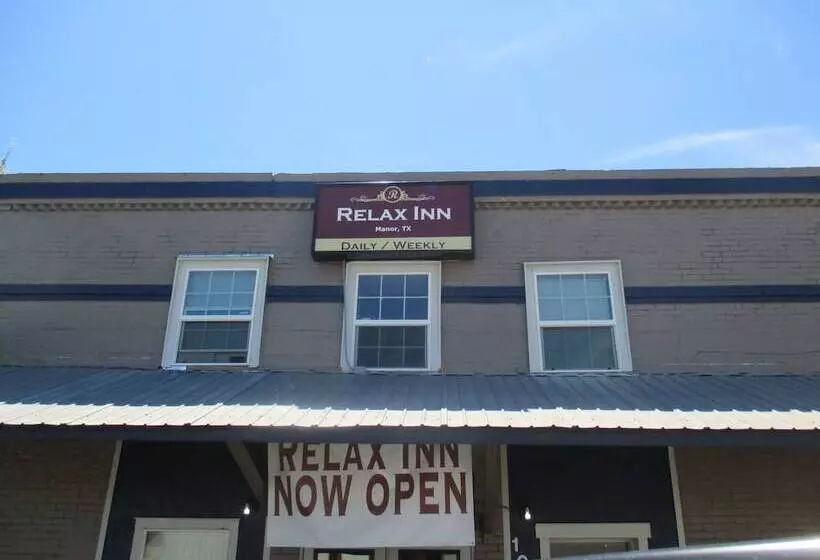 R
RELAX INN
Manor, TX
DAILY / WEEKLY
RELAX INN
NOW OPEN